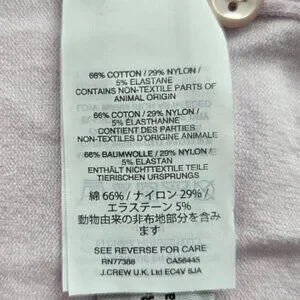 66% COTTON / 29% NYLON /
5% ELASTANE
CONTAINS NON-TEXTILE PARTS OF
ANIMAL ORIGIN
66% COTON / 29% NYLON /
5% ÉLASTHANNE
CONTIENT DES PARTIES
NON-TEXTILES D'ORIGINE ANIMALE
66% BAUMWOLLE / 29% NYLON /
5% ELASTAN
ENTHÄLT NICHTTEXTILE TEILE
TIERISCHEN URSPRUNGS
綿 66% / ナイロン 29% /
エラステーン 5%
動物由来の非布地部分を含み
ます
SEE REVERSE FOR CARE
RN77388 CA56445
J.CREW U.K. Ltd EC4V 6JA